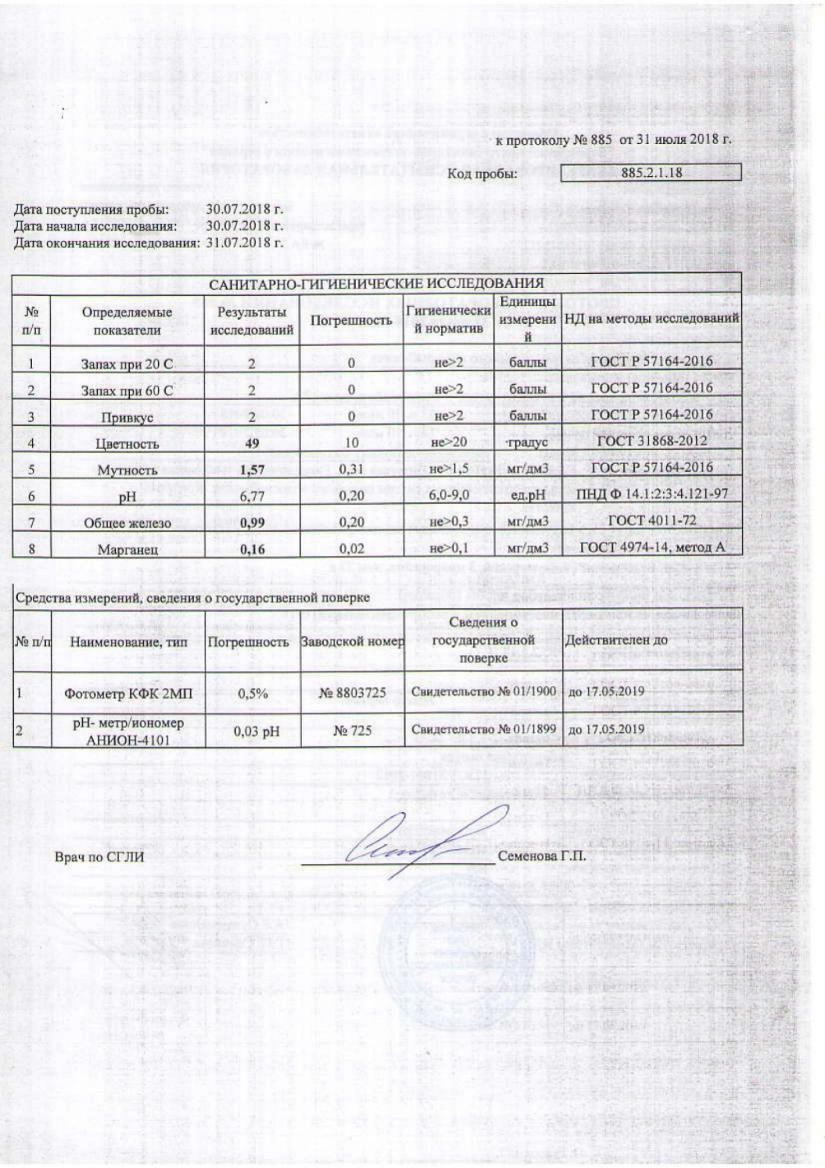 к протоколу № 885 от 31 июля 2018 г.
Код пробы: 885.2.1.18
Дата поступления пробы: 30.07.2018 г.
Дата начала исследования: 30.07.2018 г.
Дата окончания исследования: 31.07.2018 г.
САНИТАРНО-ГИГИЕНИЧЕСКИЕ ИССЛЕДОВАНИЯ
№ п/п Определяемые показатели Результаты исследований Погрешность Гигиенически й норматив Единицы измерени й НД на методы исследований
1 Запах при 20 С 2 0 не>2 баллы ГОСТ Р 57164-2016
2 Запах при 60 С 2 0 не>2 баллы ГОСТ Р 57164-2016
3 Привкус 2 0 не>2 баллы ГОСТ Р 57164-2016
4 Цветность 49 10 не>20 градус ГОСТ 31868-2012
5 Мутность 1,57 0,31 не>1,5 мг/дм3 ГОСТ Р 57164-2016
6 рН 6,77 0,20 6,0-9,0 ед.рН ПНД Ф 14.1:2:3:4.121-97
7 Общее железо 0,99 0,20 не>0,3 мг/дм3 ГОСТ 4011-72
8 Марганец 0,16 0,02 не>0,1 мг/дм3 ГОСТ 4974-14, метод А
Средства измерений, сведения о государственной поверке
№ п/п Наименование, тип Погрешность Заводской номер Сведения о государственной поверке Действителен до
1 Фотометр КФК 2МП 0,5% № 8803725 Свидетельство № 01/1900 до 17.05.2019
2 рН- метр/иономер АНИОН-4101 0,03 рН № 725 Свидетельство № 01/1899 до 17.05.2019
Врач по СГЛИ Семенова Г.П.